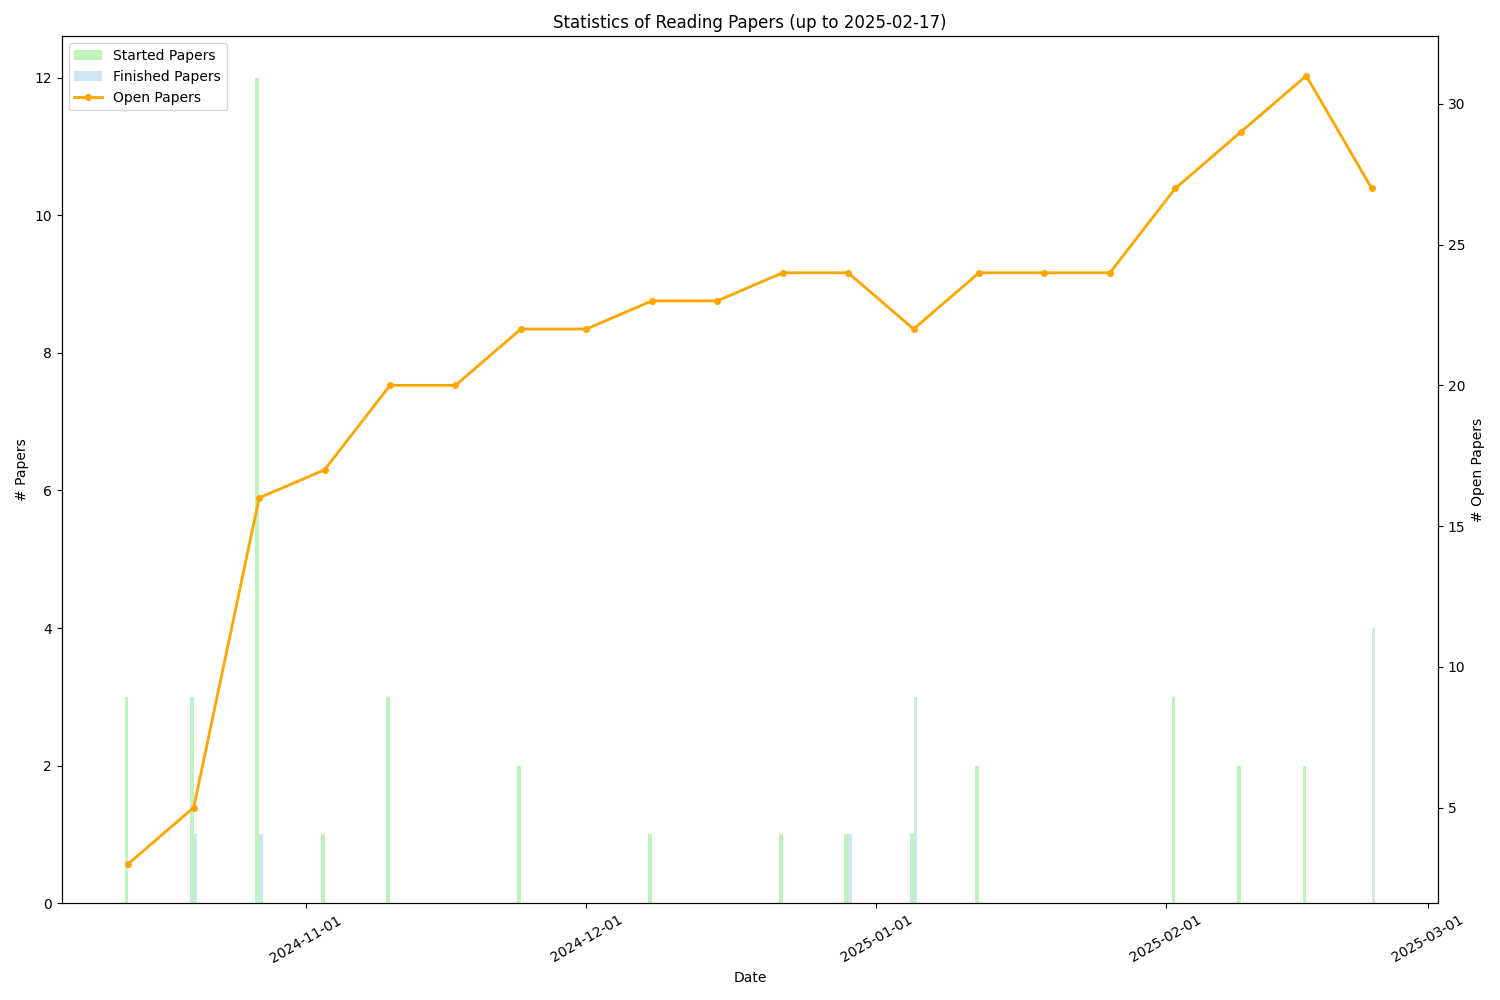 Statistics of Reading Papers (up to 2025-02-17)
Started Papers
Finished Papers
Open Papers
12
10
8
6
4
2
0
# Papers
30
25
20
15
10
5
# Open Papers
2024-11-01
2024-12-01
2025-01-01
2025-02-01
2025-03-01
Date